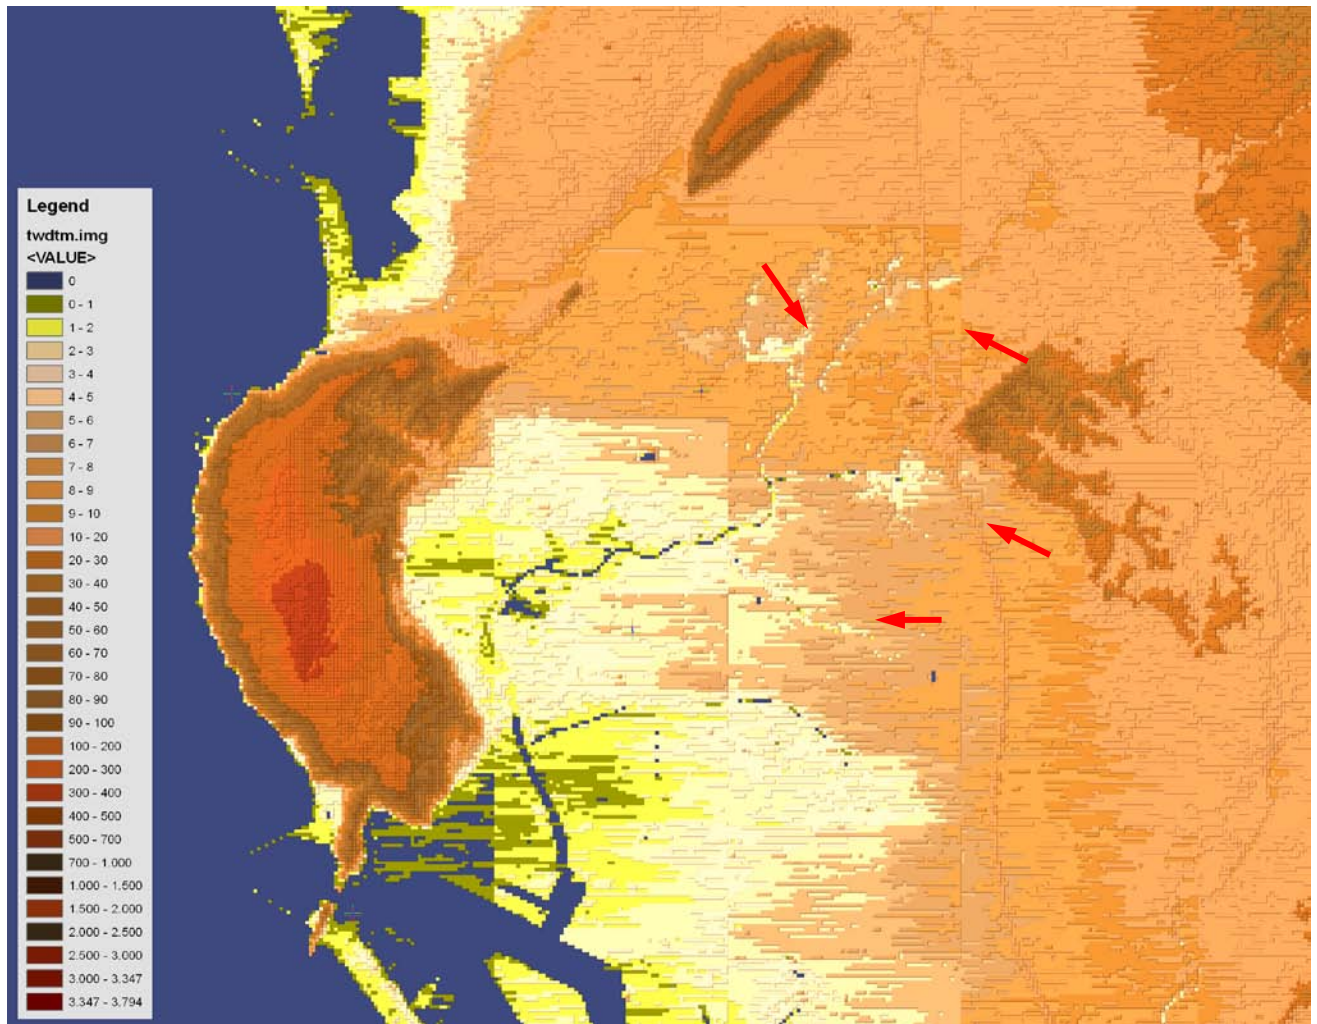 Legend
twdtm.img
<VALUE>
0
0 - 1
1 - 2
2 - 3
3 - 4
4 - 5
5 - 6
6 - 7
7 - 8
8 - 9
9 - 10
10 - 20
20 - 30
30 - 40
40 - 50
50 - 60
60 - 70
70 - 80
80 - 90
90 - 100
100 - 200
200 - 300
300 - 400
400 - 500
500 - 700
700 - 1.000
1.000 - 1.500
1.500 - 2.000
2.000 - 2.500
2.500 - 3.000
3.000 - 3.347
3.347 - 3.794